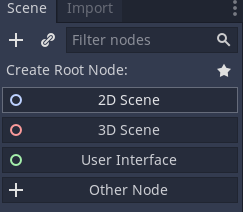 Scene Import
Filter nodes
Create Root Node:
2D Scene
3D Scene
User Interface
Other Node